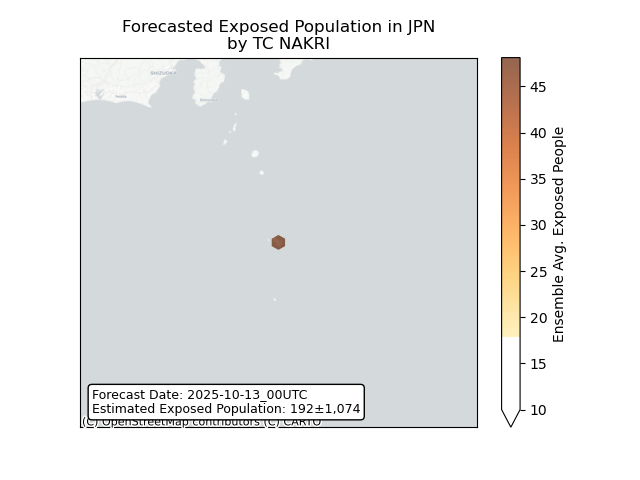 Forecasted Exposed Population in JPN
by TC NAKRI
SHIZUOKA
45
40
35
30
25
20
15
10
Ensemble Avg. Exposed People
Forecast Date: 2025-10-13_00UTC
Estimated Exposed Population: 192±1,074
(C) OpenStreetMap contributors (C) CARTO